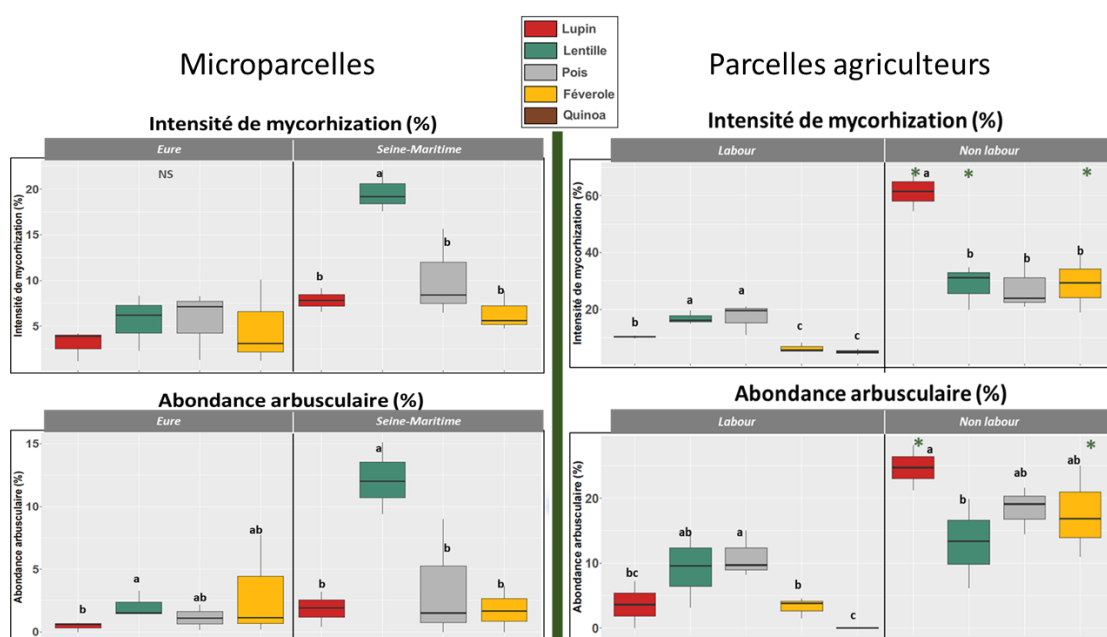 Microparcelles
Lupin
Lentille
Pois
Féverole
Quinoa
Parcelles agriculteurs
Intensité de mycorhization (%)
Eure
Seine-Maritime
Intensité de mycorhization (%)
20
15
10
5
NS
b
a
b
b
Intensité de mycorhization (%)
Labour
Non labour
Intensité de mycorhization (%)
60
40
20
b
a
a
c
c
* a
*
*
b
b
b
Abondance arbusculaire (%)
Eure
Seine-Maritime
Abondance arbusculaire (%)
15
10
5
0
b
a
ab
ab
b
a
b
b
Abondance arbusculaire (%)
Labour
Non labour
Abondance arbusculaire (%)
20
10
0
bc
ab
a
b
c
*
a
b
ab
ab
*